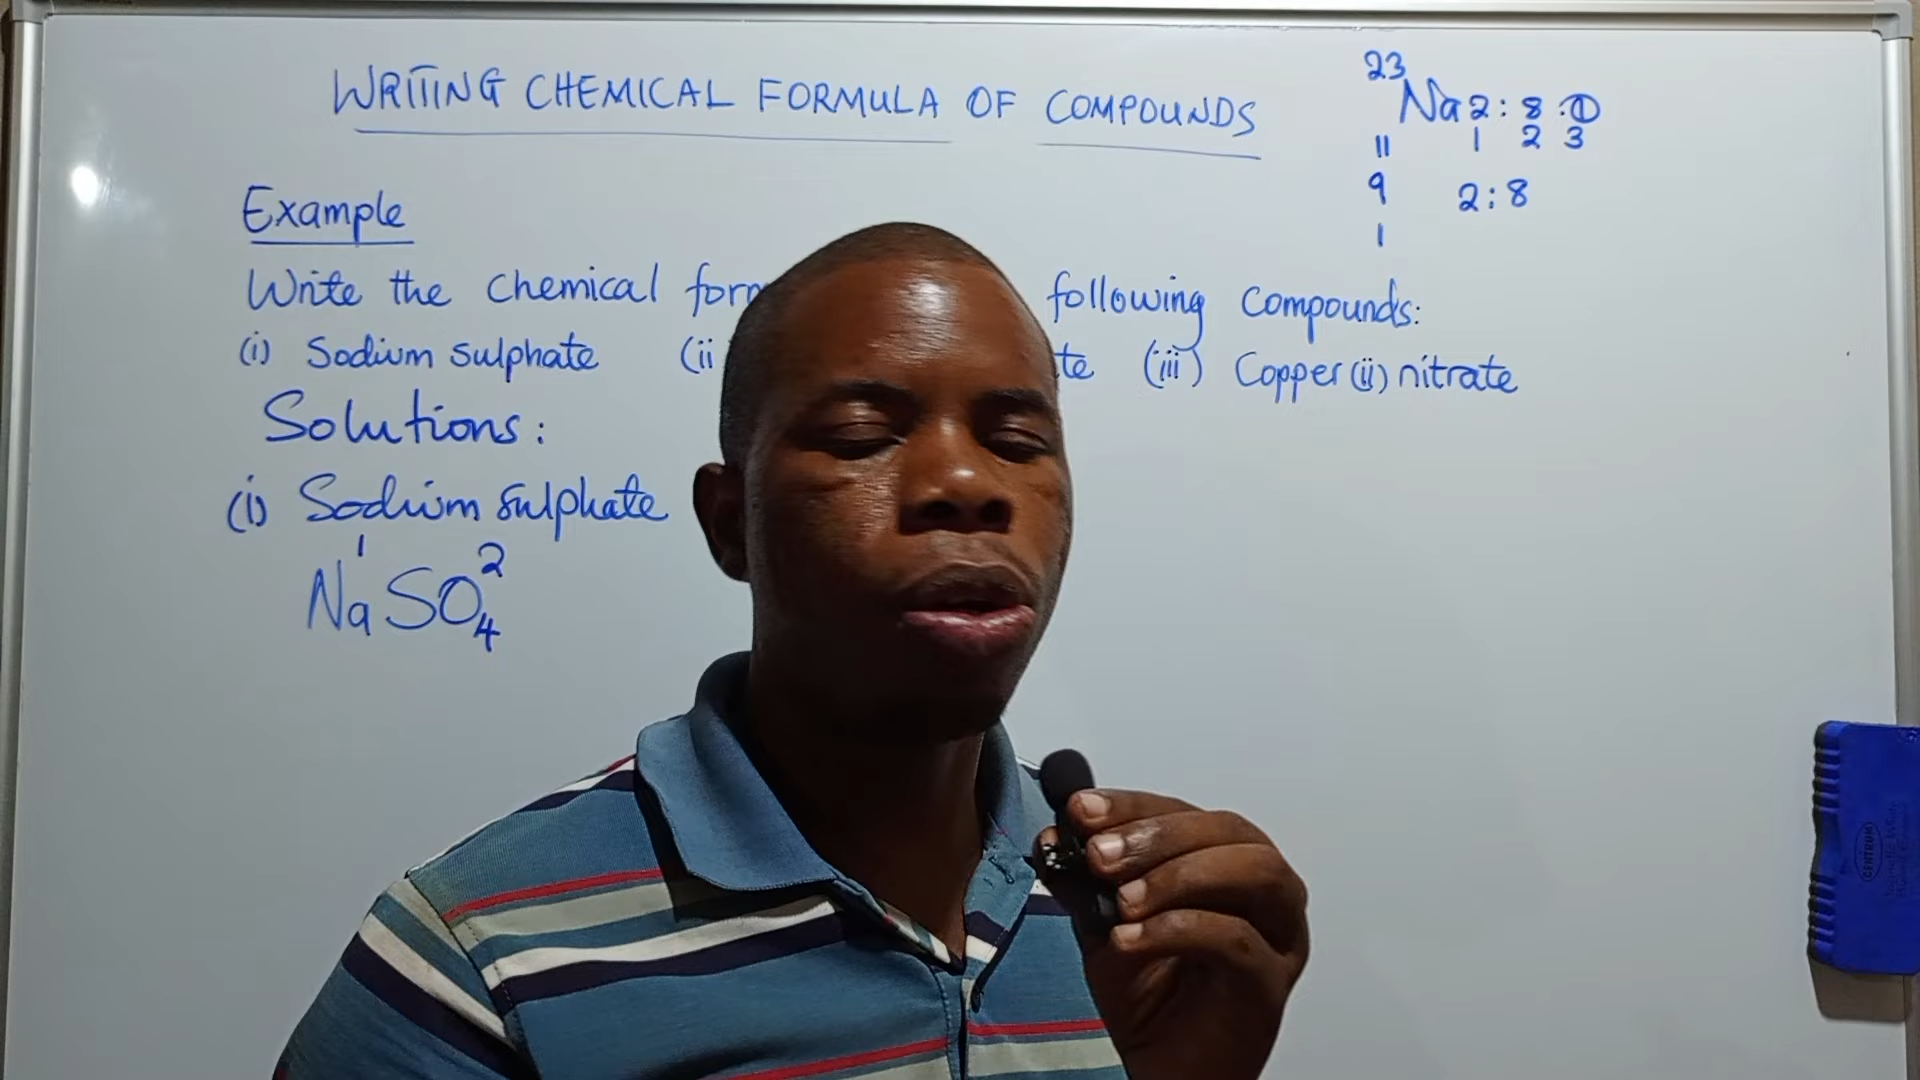 WRITING CHEMICAL FORMULA OF COMPOUNDS
23
Na 2 : 8 : 1
11 1 2 3
9 2 : 8
1
Example
Write the chemical form following compounds:
(i) Sodium sulphate (ii te (iii) Copper (ii) nitrate
Solutions:
(i) Sodium sulphate
1 2
NaSO4
CENTRUM